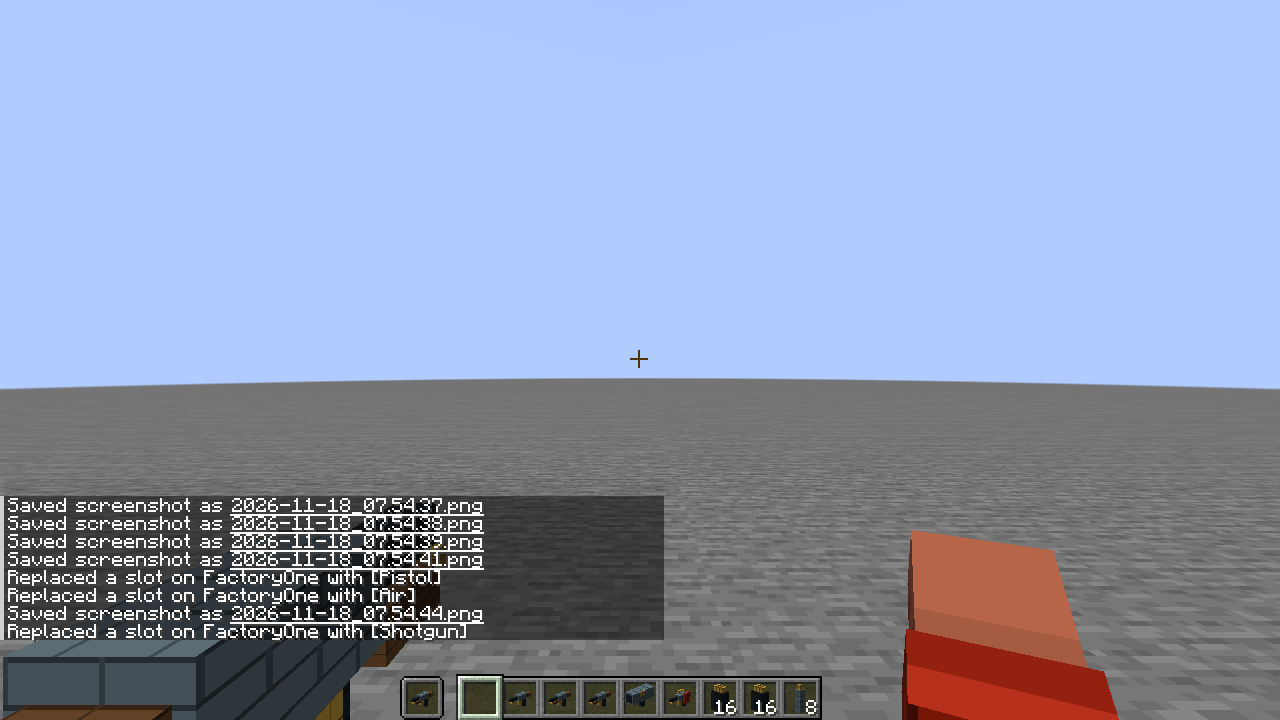 Saved screenshot as 2026-11-18_07.54.37.png
Saved screenshot as 2026-11-18_07.54.38.png
Saved screenshot as 2026-11-18_07.54.39.png
Saved screenshot as 2026-11-18_07.54.41.png
Replaced a slot on FactoryOne with [Pistol]
Replaced a slot on FactoryOne with [Air]
Saved screenshot as 2026-11-18_07.54.44.png
Replaced a slot on FactoryOne with [Shotgun]
16 16 8